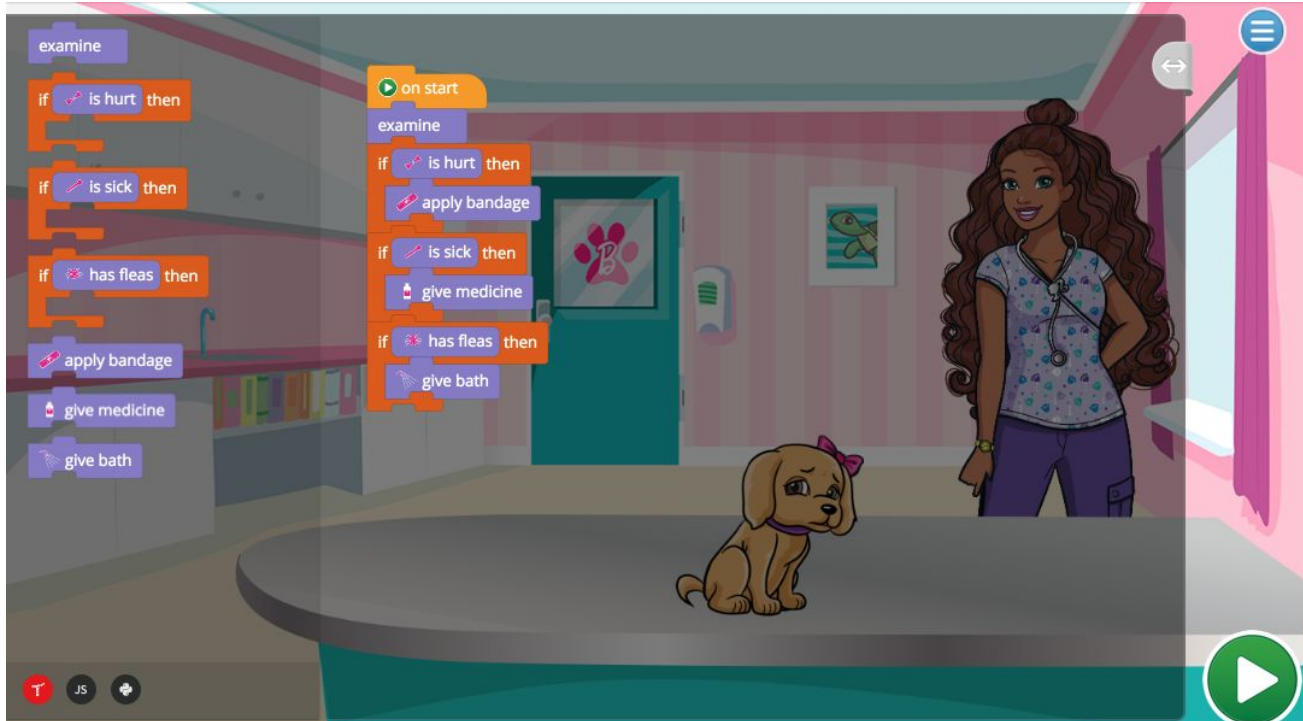 examine
if is hurt then
if is sick then
if has fleas then
apply bandage
give medicine
give bath
on start
examine
if is hurt then
apply bandage
if is sick then
give medicine
if has fleas then
give bath
B
T
JS